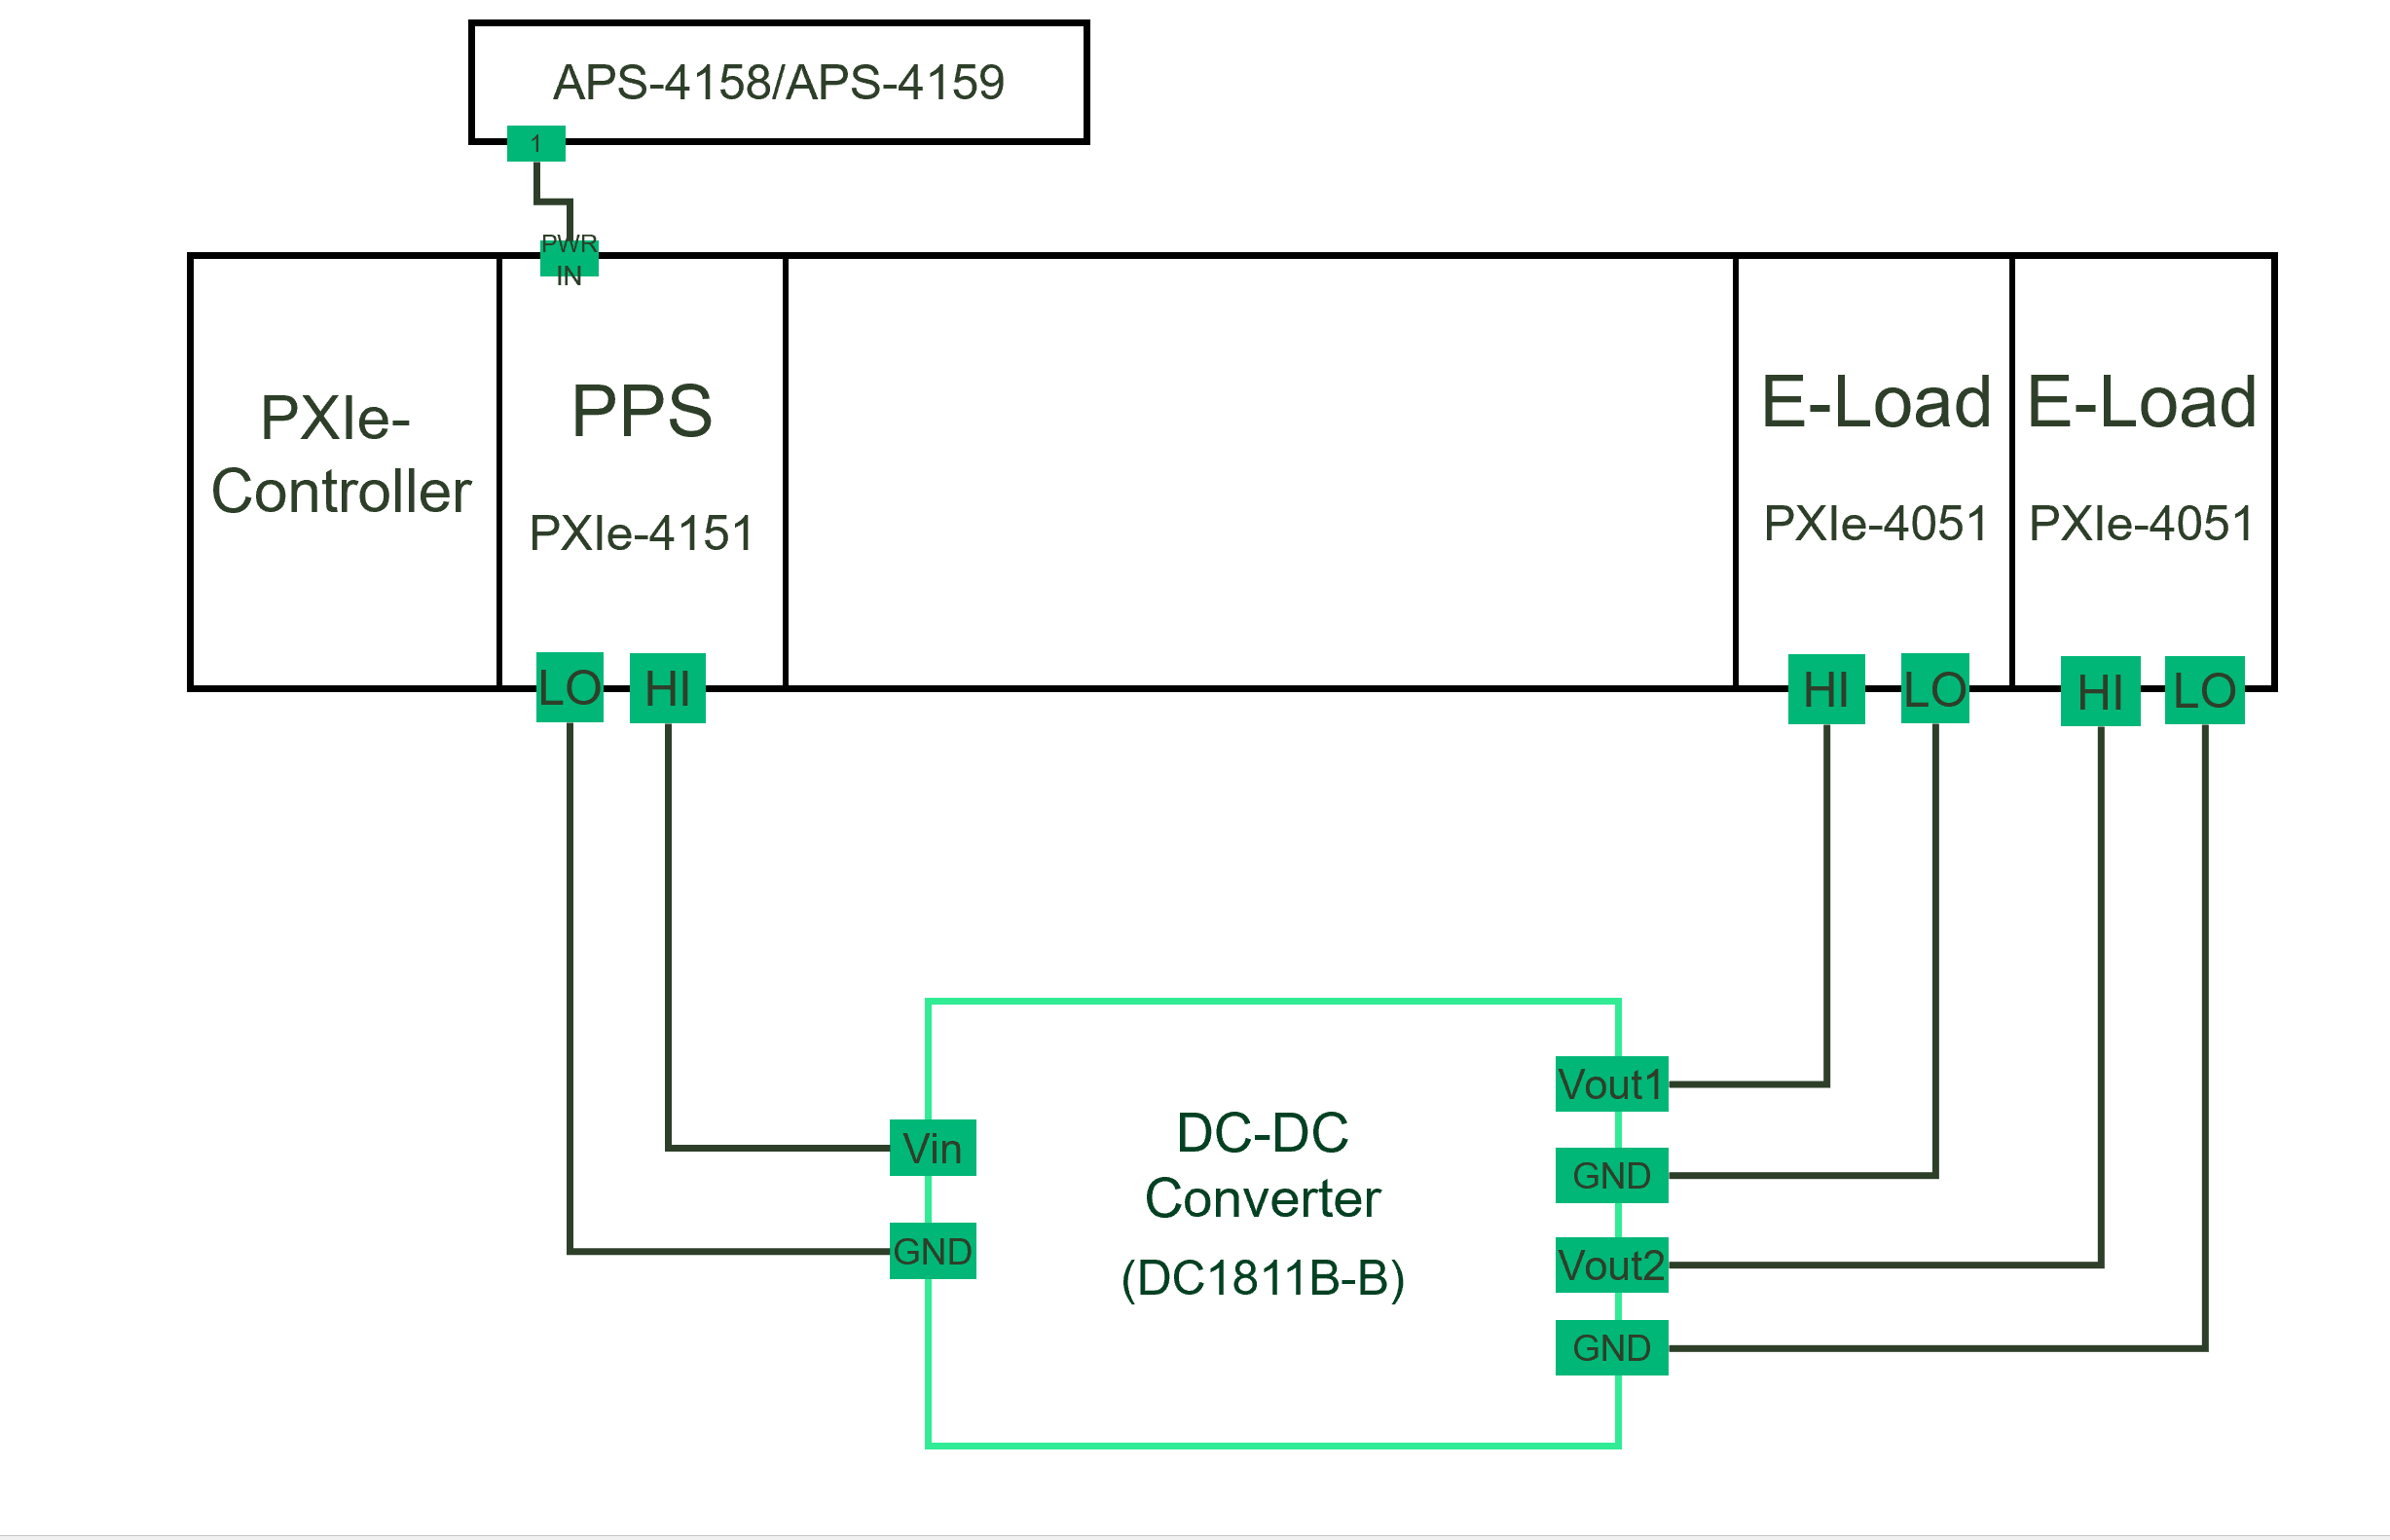 APS-4158/APS-4159
1
PWR
IN
PXIe-
Controller
PPS
PXIe-4151
E-Load
PXIe-4051
E-Load
PXIe-4051
LO
HI
HI
LO
HI
LO
Vin
GND
DC-DC
Converter
(DC1811B-B)
Vout1
GND
Vout2
GND